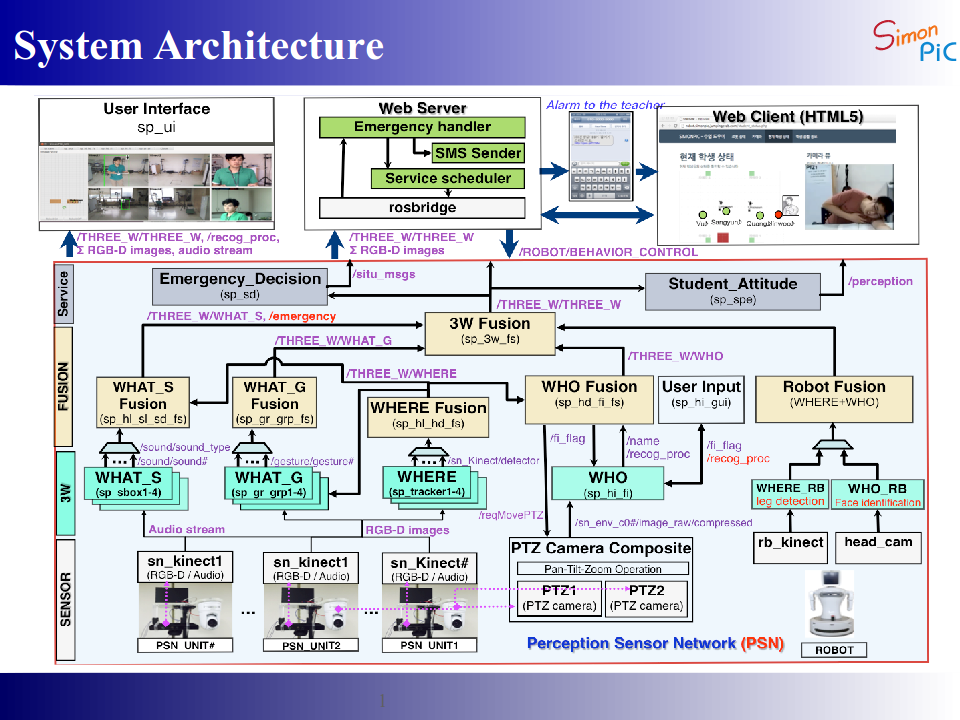 System Architecture
Simon
PiC
User Interface
sp_ui
Web Server
Emergency handler
SMS Sender
Service scheduler
rosbridge
Alarm to the teacher
Web Client (HTML5)
현재 학생 상태
카메라 뷰
/THREE_W/THREE_W, /recog_proc,
Σ RGB-D images, audio stream
/THREE_W/THREE_W
Σ RGB-D images
/ROBOT/BEHAVIOR_CONTROL
Service
Emergency_Decision
(sp_sd)
/situ_msgs
Student_Attitude
(sp_spe)
/perception
/THREE_W/THREE_W
/THREE_W/WHAT_S, /emergency
3W Fusion
(sp_3w_fs)
/THREE_W/WHAT_G
/THREE_W/WHO
/THREE_W/WHERE
FUSION
WHAT_S
Fusion
(sp_hl_sl_sd_fs)
WHAT_G
Fusion
(sp_gr_grp_fs)
WHERE Fusion
(sp_hl_hd_fs)
WHO Fusion
(sp_hd_fi_fs)
User Input
(sp_hi_gui)
Robot Fusion
(WHERE+WHO)
/sound/sound_type
/sound/sound#
/gesture/gesture#
/sn_Kinect/detector
/fi_flag
/name
/recog_proc
/fi_flag
/recog_proc
3W
WHAT_S
(sp_sbox1-4)
WHAT_G
(sp_gr_grp1-4)
WHERE
(sp_tracker1-4)
WHO
(sp_hi_fi)
WHERE_RB
leg detection)
WHO_RB
Face identification)
/reqMovePTZ
/sn_env_c0#/image_raw/compressed
Audio stream
RGB-D images
rb_kinect
head_cam
SENSOR
sn_kinect1
(RGB-D / Audio)
sn_kinect1
(RGB-D / Audio)
sn_Kinect#
(RGB-D / Audio)
PTZ Camera Composite
Pan-Tilt-Zoom Operation
PTZ1
(PTZ camera)
PTZ2
(PTZ camera)
... ...
PSN_UNIT#
PSN_UNIT2
PSN_UNIT1
Perception Sensor Network (PSN)
ROBOT
1